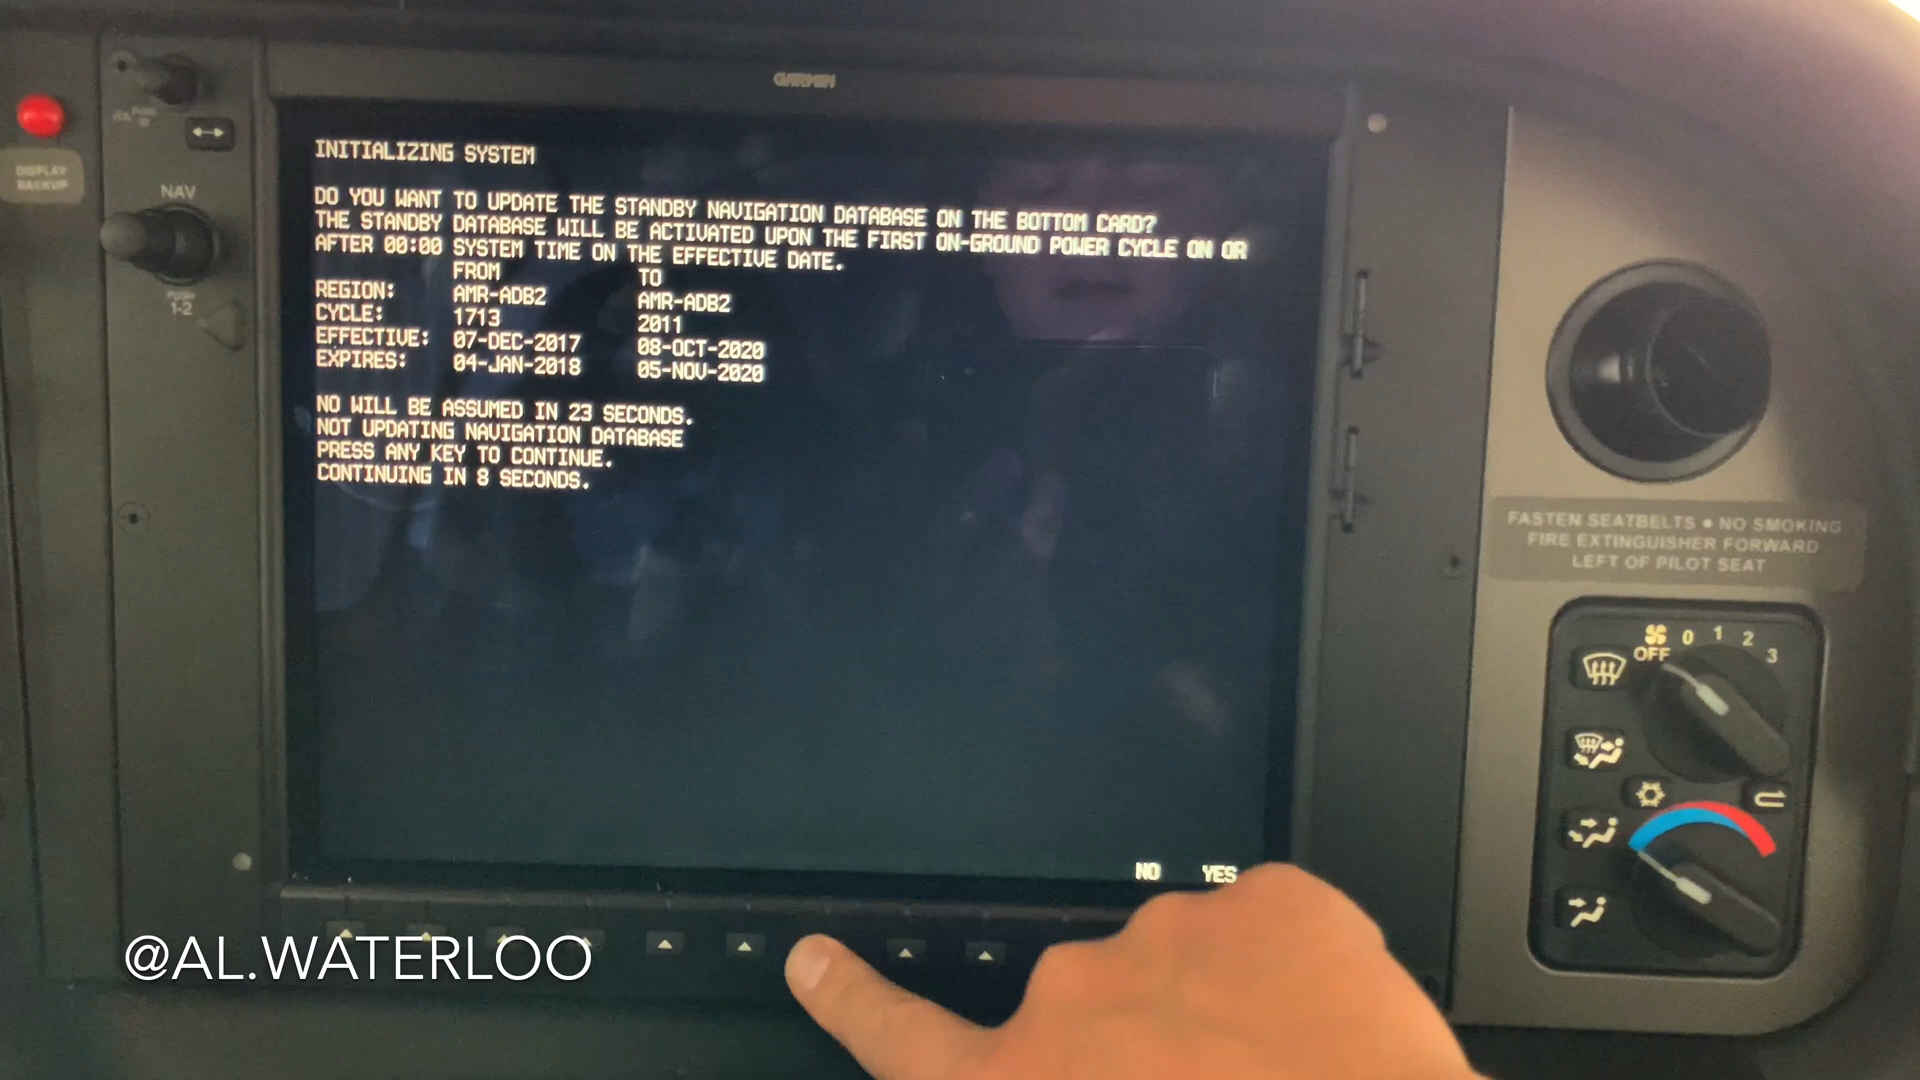 GARMIN
DISPLAY
BACKUP
NAV
PUSH
1-2
INITIALIZING SYSTEM
DO YOU WANT TO UPDATE THE STANDBY NAVIGATION DATABASE ON THE BOTTOM CARD?
THE STANDBY DATABASE WILL BE ACTIVATED UPON THE FIRST ON-GROUND POWER CYCLE ON OR
AFTER 00:00 SYSTEM TIME ON THE EFFECTIVE DATE.
FROM TO
REGION: AMR-ADB2 AMR-ADB2
CYCLE: 1713 2011
EFFECTIVE: 07-DEC-2017 08-OCT-2020
EXPIRES: 04-JAN-2018 05-NOV-2020
NO WILL BE ASSUMED IN 23 SECONDS.
NOT UPDATING NAVIGATION DATABASE
PRESS ANY KEY TO CONTINUE.
CONTINUING IN 8 SECONDS.
NO YES
FASTEN SEATBELTS • NO SMOKING
FIRE EXTINGUISHER FORWARD
LEFT OF PILOT SEAT
OFF 0 1 2 3
@AL.WATERLOO